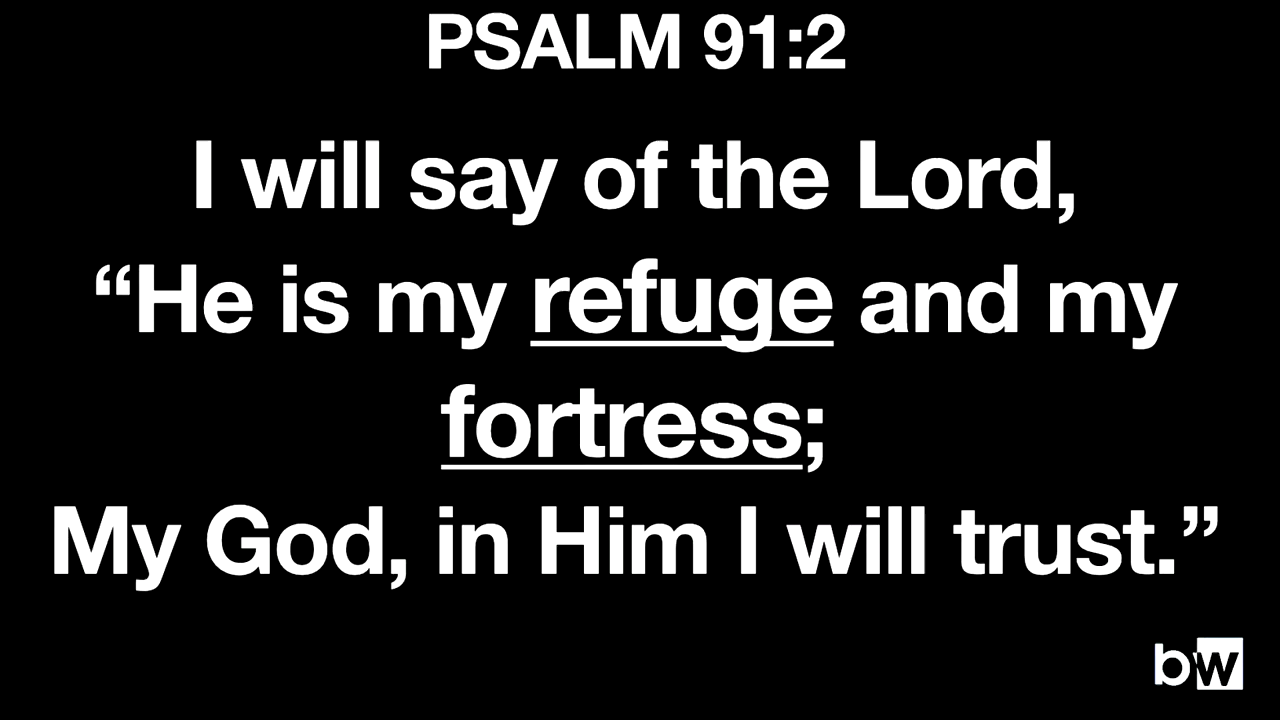 PSALM 91:2
I will say of the Lord,
“He is my refuge and my
fortress;
My God, in Him I will trust.”
bw